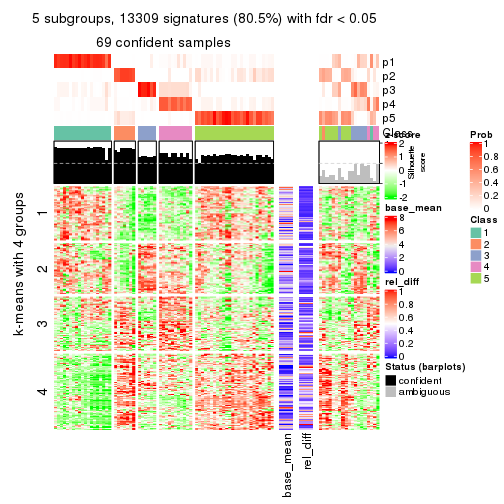 5 subgroups, 13309 signatures (80.5%) with fdr < 0.05
69 confident samples
p1
p2
p3
p4
p5
Class
Silhouette
score
k-means with 4 groups
1
2
3
4
base_mean
rel_diff
z-score
2
1
0
-1
-2
base_mean
8
6
4
2
0
rel_diff
1
0.8
0.6
0.4
0.2
0
Status (barplots)
confident
ambiguous
Prob
1
0.8
0.6
0.4
0.2
0
Class
1
2
3
4
5